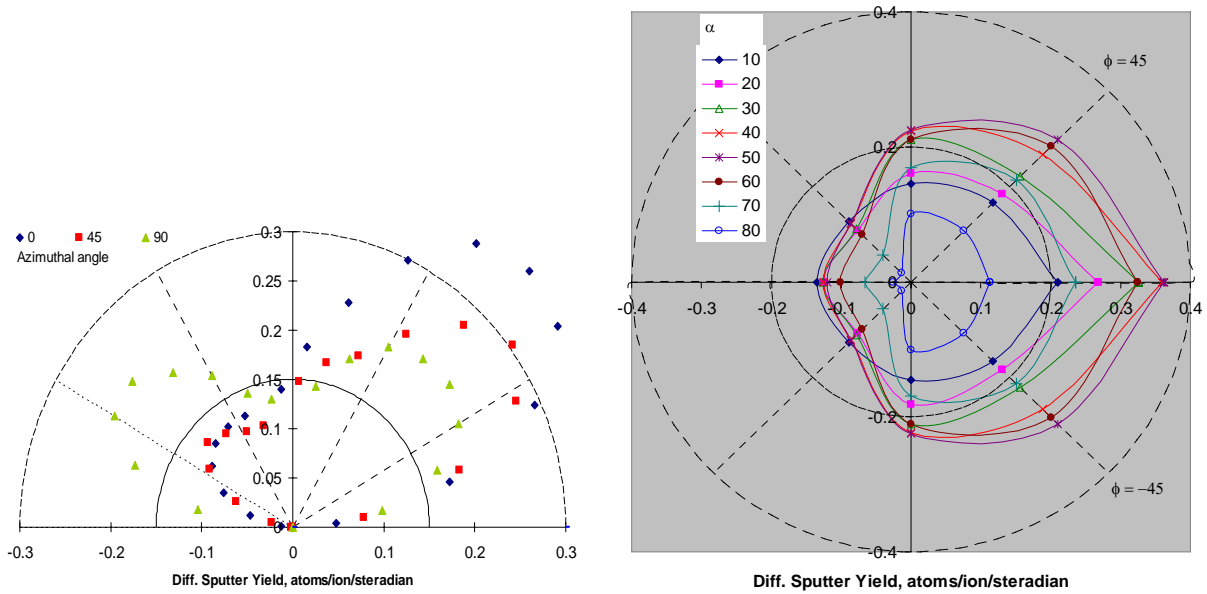 0 45 90
Azimuthal angle
0.3
0.25
0.2
0.15
0.1
0.05
0
-0.3 -0.2 -0.1 0 0.1 0.2 0.3
Diff. Sputter Yield, atoms/ion/steradian
α
10
20
30
40
50
60
70
80
0.4
ϕ = 45
0.2
0
-0.4 -0.3 -0.2 -0.1 0 0.1 0.2 0.3 0.4
-0.2
ϕ = −45
-0.4
Diff. Sputter Yield, atoms/ion/steradian